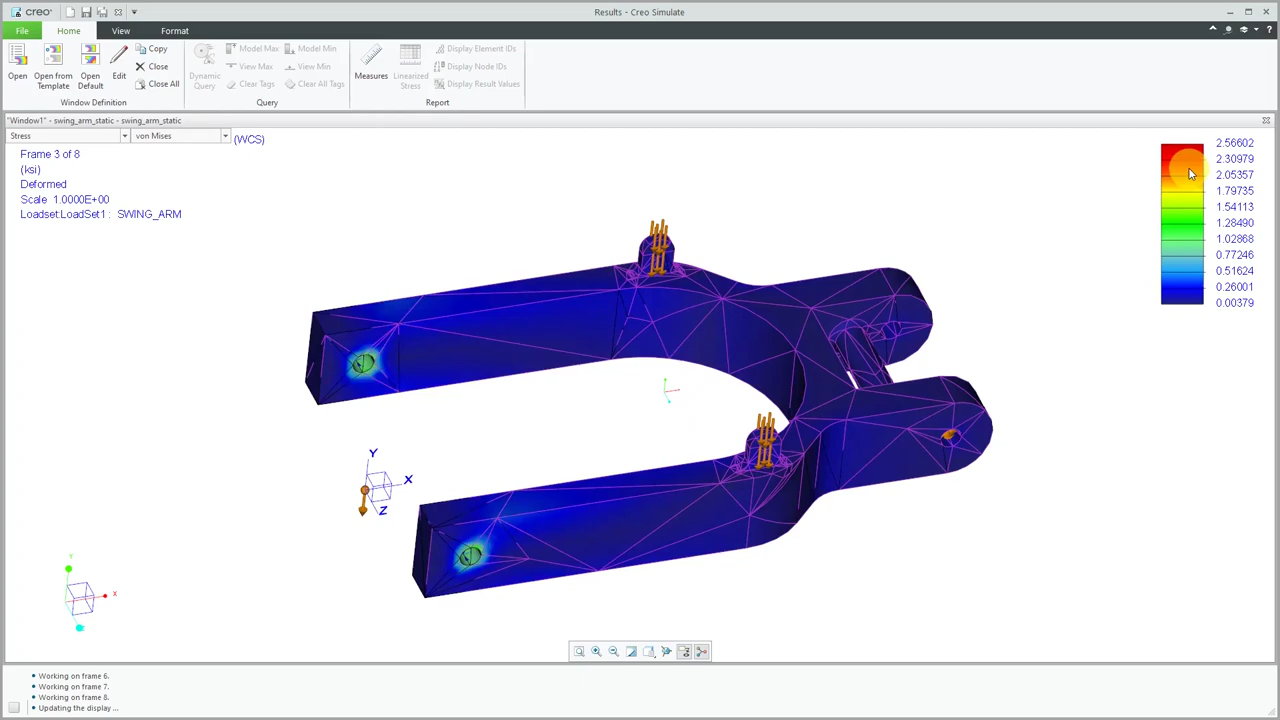 creo
Results - Creo Simulate
File Home View Format
Open
Open from Template
Open Default
Edit
Copy
Close
Close All
Window Definition
Dynamic Query
Model Max
Model Min
View Max
View Min
Clear Tags
Clear All Tags
Query
Measures
Linearized Stress
Display Element IDs
Display Node IDs
Display Result Values
Report
"Window1" - swing_arm_static - swing_arm_static
Stress
von Mises
(WCS)
Frame 3 of 8
(ksi)
Deformed
Scale 1.0000E+00
Loadset:LoadSet1 : SWING_ARM
2.56602
2.30979
2.05357
1.79735
1.54113
1.28490
1.02868
0.77246
0.51624
0.26001
0.00379
Y
X
Z
Y
X
Working on frame 6.
Working on frame 7.
Working on frame 8.
Updating the display ...